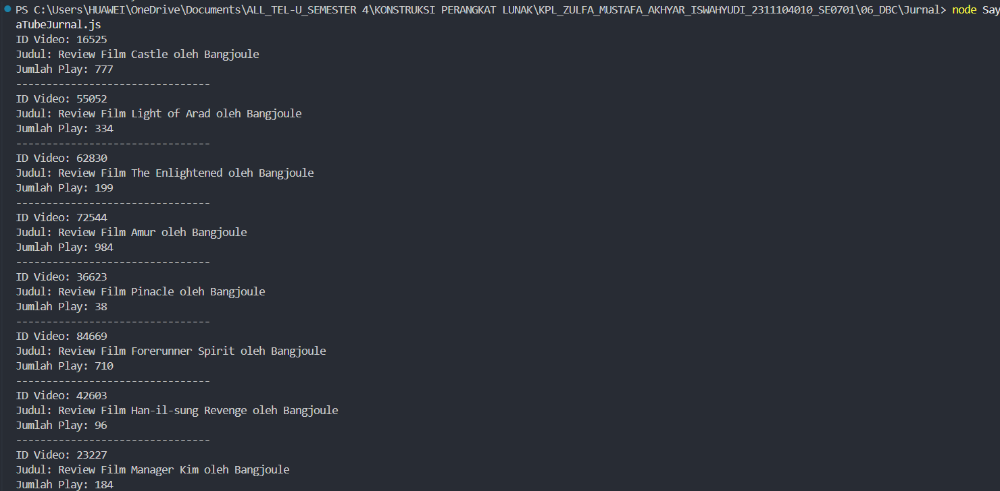 PS C:\Users\HUAWEI\OneDrive\Documents\ALL_TEL-U_SEMESTER 4\KONSTRUKSI PERANGKAT LUNAK\KPL_ZULFA_MUSTAFA_AKHYAR_ISWAHYUDI_2311104010_SE0701\06_DBC\Jurnal> node Say
aTubeJurnal.js
ID Video: 16525
Judul: Review Film Castle oleh Bangjoule
Jumlah Play: 777
--------------------------------
ID Video: 55052
Judul: Review Film Light of Arad oleh Bangjoule
Jumlah Play: 334
--------------------------------
ID Video: 62830
Judul: Review Film The Enlightened oleh Bangjoule
Jumlah Play: 199
--------------------------------
ID Video: 72544
Judul: Review Film Amur oleh Bangjoule
Jumlah Play: 984
--------------------------------
ID Video: 36623
Judul: Review Film Pinacle oleh Bangjoule
Jumlah Play: 38
--------------------------------
ID Video: 84669
Judul: Review Film Forerunner Spirit oleh Bangjoule
Jumlah Play: 710
--------------------------------
ID Video: 42603
Judul: Review Film Han-il-sung Revenge oleh Bangjoule
Jumlah Play: 96
--------------------------------
ID Video: 23227
Judul: Review Film Manager Kim oleh Bangjoule
Jumlah Play: 184